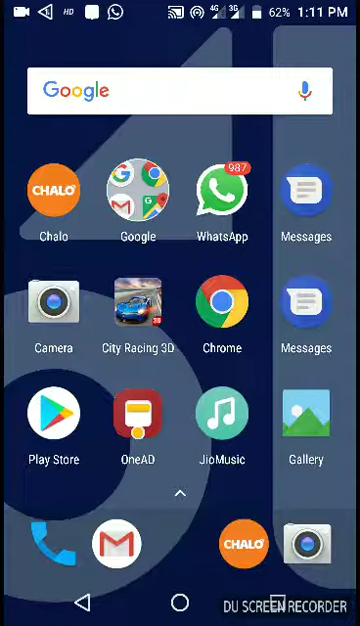 HD 4G 3G 62% 1:11 PM
Google
CHALO 987
Chalo Google WhatsApp Messages
3D
Camera City Racing 3D Chrome Messages
Play Store OneAD JioMusic Gallery
CHALO
DU SCREEN RECORDER